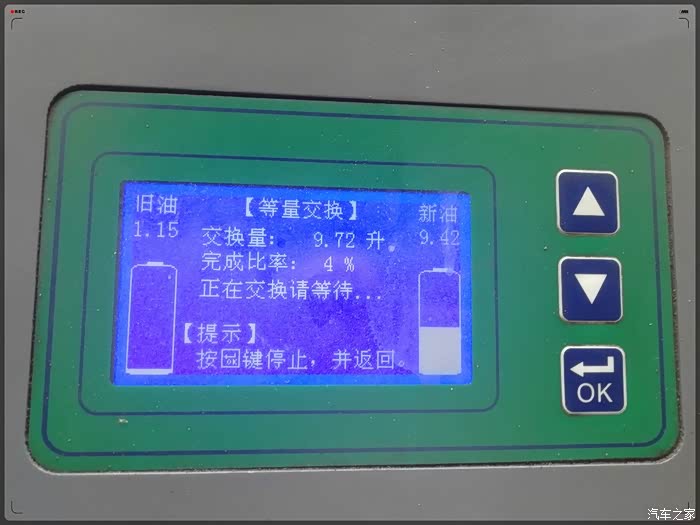 旧油
1.15
【等量交换】
新油
9.42
交换量： 9.72 升。
完成比率： 4 %
正在交换请等待...
【提示】
按OK键停止，并返回。
OK
汽车之家